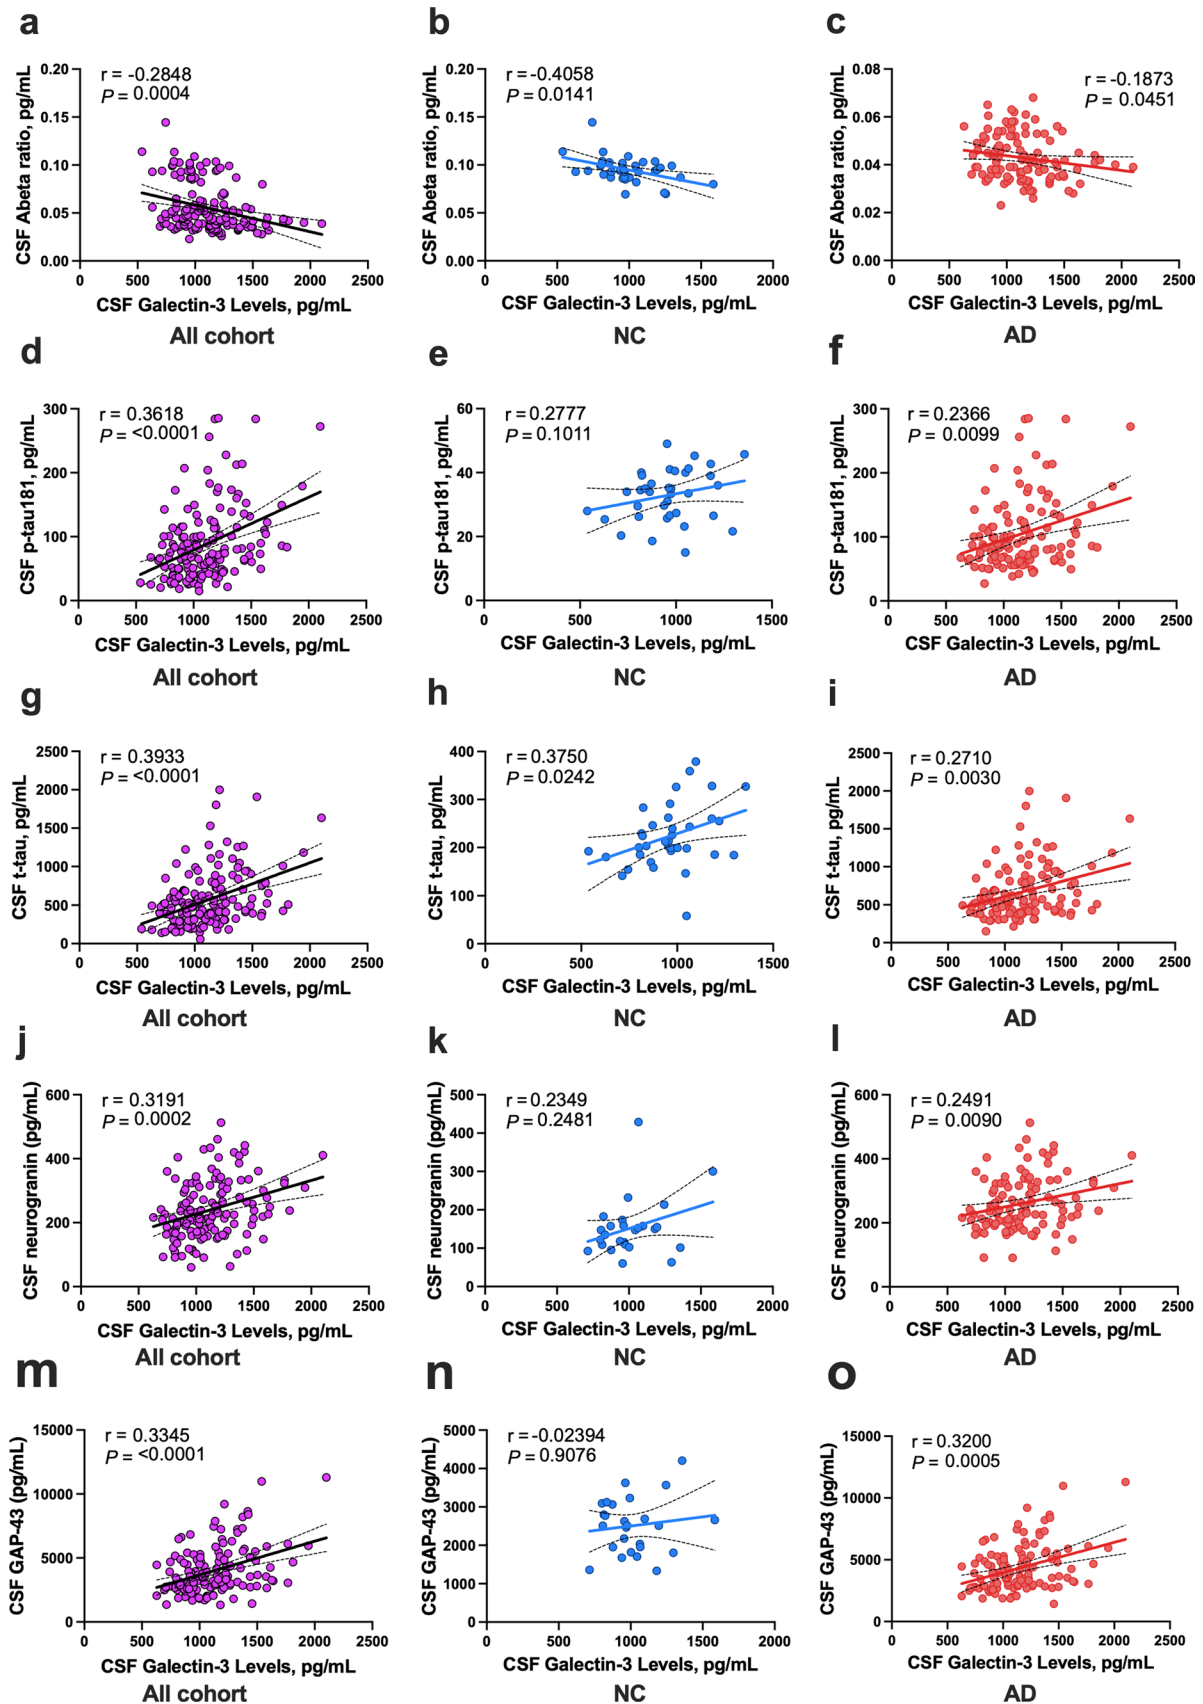 a
b
c
CSF Abeta ratio, pg/mL
0.20
0.15
0.10
0.05
0.00
r = -0.2848
P = 0.0004
0
500
1000
1500
2000
2500
CSF Galectin-3 Levels, pg/mL
All cohort
CSF Abeta ratio, pg/mL
0.20
0.15
0.10
0.05
0.00
r = -0.4058
P = 0.0141
0
500
1000
1500
2000
CSF Galectin-3 Levels, pg/mL
NC
CSF Abeta ratio, pg/mL
0.08
0.06
0.04
0.02
0.00
r = -0.1873
P = 0.0451
0
500
1000
1500
2000
2500
CSF Galectin-3 Levels, pg/mL
AD
d
e
f
CSF p-tau181, pg/mL
300
200
100
0
r = 0.3618
P = <0.0001
0
500
1000
1500
2000
2500
CSF Galectin-3 Levels, pg/mL
All cohort
CSF p-tau181, pg/mL
60
40
20
0
r = 0.2777
P = 0.1011
0
500
1000
1500
CSF Galectin-3 Levels, pg/mL
NC
CSF p-tau181, pg/mL
300
200
100
0
r = 0.2366
P = 0.0099
0
500
1000
1500
2000
2500
CSF Galectin-3 Levels, pg/mL
AD
g
h
i
CSF t-tau, pg/mL
2500
2000
1500
1000
500
0
r = 0.3933
P = <0.0001
0
500
1000
1500
2000
2500
CSF Galectin-3 Levels, pg/mL
All cohort
CSF t-tau, pg/mL
400
300
200
100
0
r = 0.3750
P = 0.0242
0
500
1000
1500
CSF Galectin-3 Levels, pg/mL
NC
CSF t-tau, pg/mL
2500
2000
1500
1000
500
0
r = 0.2710
P = 0.0030
0
500
1000
1500
2000
2500
CSF Galectin-3 Levels, pg/mL
AD
j
k
l
CSF neurogranin (pg/mL)
600
400
200
0
r = 0.3191
P = 0.0002
0
500
1000
1500
2000
2500
CSF Galectin-3 Levels, pg/mL
All cohort
CSF neurogranin (pg/mL)
500
400
300
200
100
0
r = 0.2349
P = 0.2481
0
500
1000
1500
2000
CSF Galectin-3 Levels, pg/mL
NC
CSF neurogranin (pg/mL)
600
400
200
0
r = 0.2491
P = 0.0090
0
500
1000
1500
2000
2500
CSF Galectin-3 Levels, pg/mL
AD
m
n
o
CSF GAP-43 (pg/mL)
15000
10000
5000
0
r = 0.3345
P = <0.0001
0
500
1000
1500
2000
2500
CSF Galectin-3 Levels, pg/mL
All cohort
CSF GAP-43 (pg/mL)
5000
4000
3000
2000
1000
0
r = -0.02394
P = 0.9076
0
500
1000
1500
2000
CSF Galectin-3 Levels, pg/mL
NC
CSF GAP-43 (pg/mL)
15000
10000
5000
0
r = 0.3200
P = 0.0005
0
500
1000
1500
2000
2500
CSF Galectin-3 Levels, pg/mL
AD